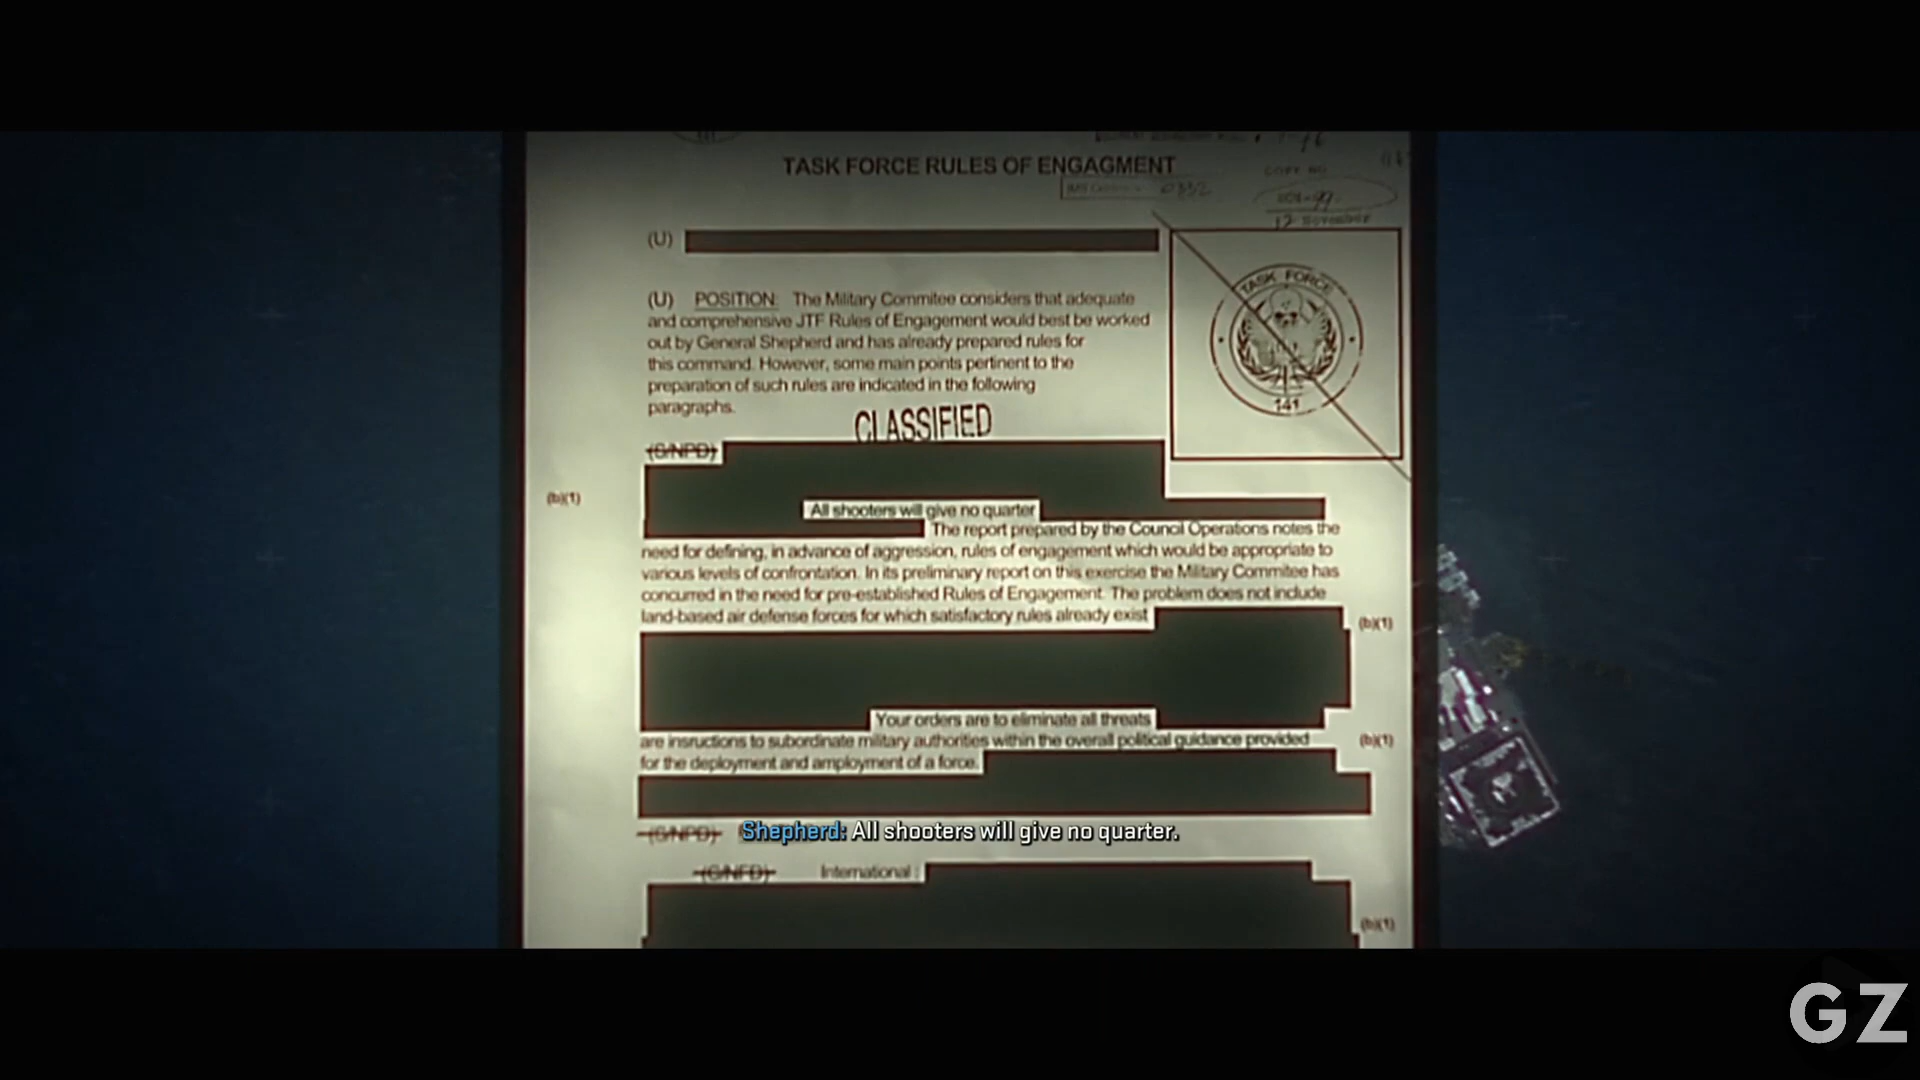 TASK FORCE RULES OF ENGAGMENT
0332
COPY NO
12 November
(U)
(U) POSITION: The Military Commitee considers that adequate
and comprehensive JTF Rules of Engagement would best be worked
out by General Shepherd and has already prepared rules for
this command. However, some main points pertinent to the
preparation of such rules are indicated in the following
paragraphs.
TASK FORCE
141
CLASSIFIED
(S/NPD)
(b)(1)
All shooters will give no quarter
The report prepared by the Council Operations notes the
need for defining, in advance of aggression, rules of engagement which would be appropriate to
various levels of confrontation. In its preliminary report on this exercise the Military Commitee has
concurred in the need for pre-established Rules of Engagement. The problem does not include
land-based air defense forces for which satisfactory rules already exist
(b)(1)
Your orders are to eliminate all threats
are insructions to subordinate military authorities within the overall political guidance provided
(b)(1)
for the deployment and amployment of a force.
(S/NPD)
Shepherd: All shooters will give no quarter.
(S/NFD) International :
(b)(1)
GZ